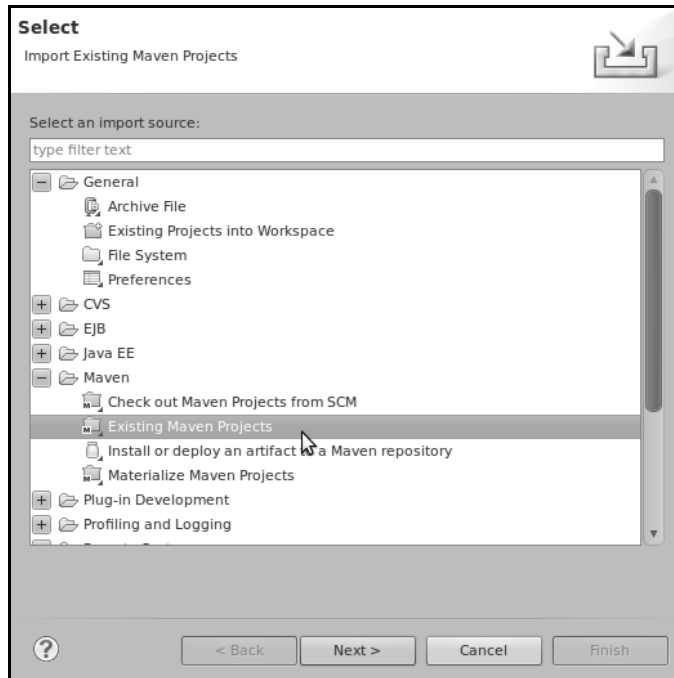 Select
Import Existing Maven Projects
Select an import source:
type filter text
General
Archive File
Existing Projects into Workspace
File System
Preferences
CVS
EJB
Java EE
Maven
Check out Maven Projects from SCM
Existing Maven Projects
Install or deploy an artifact a Maven repository
Materialize Maven Projects
Plug-in Development
Profiling and Logging
< Back
Next >
Cancel
Finish